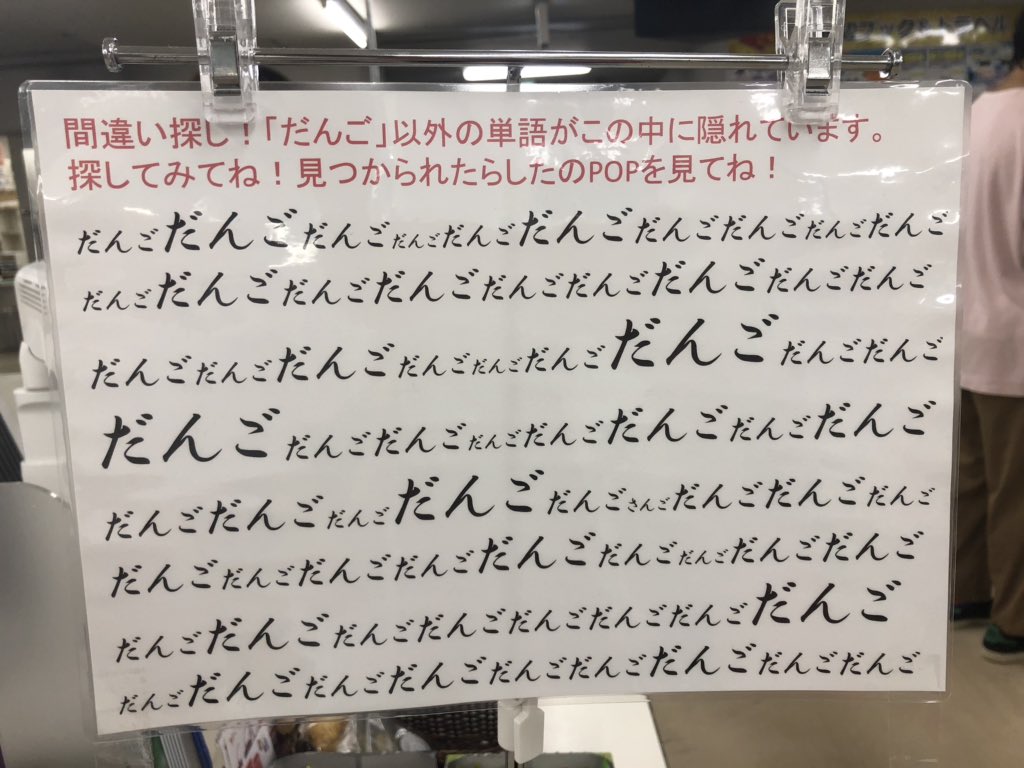 間違い探し！「だんご」以外の単語がこの中に隠れています。
探してみてね！見つかられたらしたのPOPを見てね！
だんごだんごだんごだんごだんごだんごだんごだんごだんごだんご
だんごだんごだんごだんごだんごだんごだんごだんごだんご
だんごだんごだんごだんごだんごだんごだんごだんごだんご
だんごだんごだんごだんごだんごだんごだんごだんご
だんごだんごだんごだんごだんごさんごだんごだんごだんご
だんごだんごだんごだんごだんごだんごだんごだんごだんご
だんごだんごだんごだんごだんごだんごだんごだんご
だんごだんごだんごだんごだんごだんごだんごだんごだんご